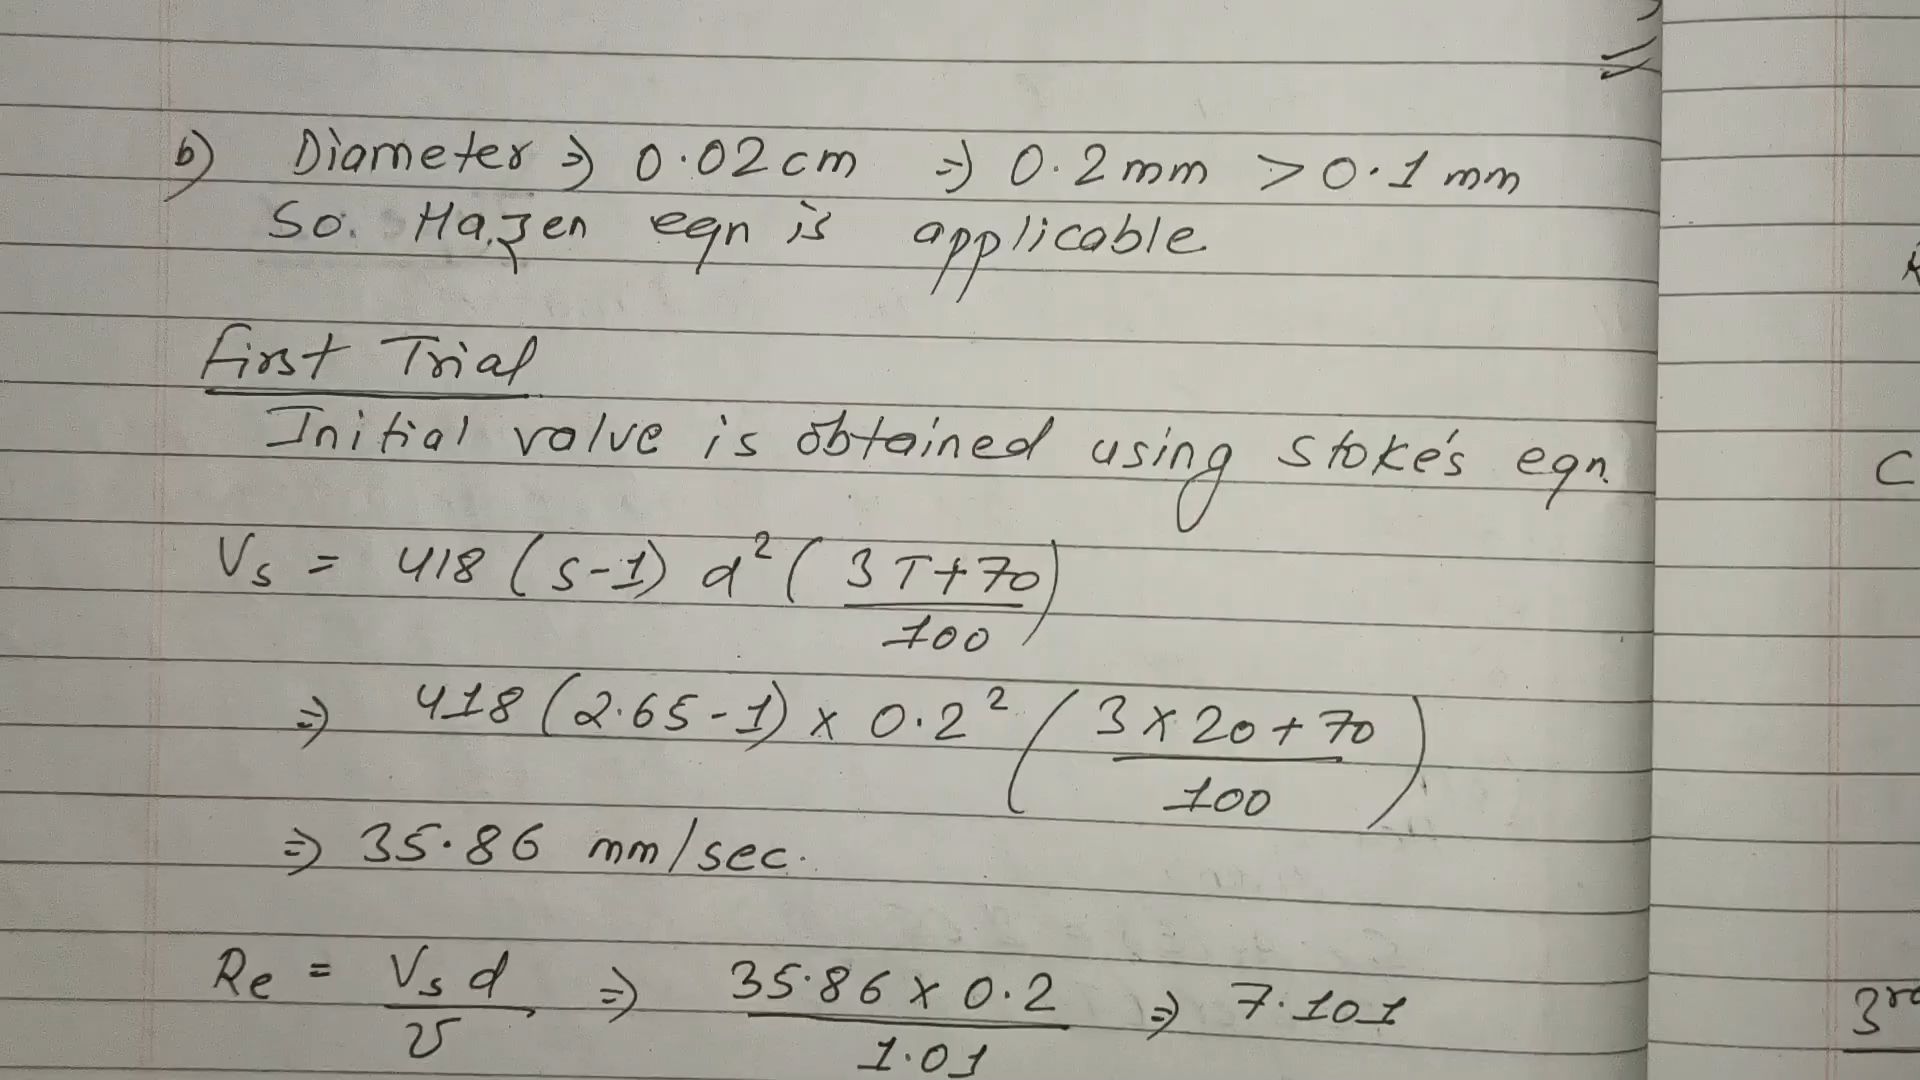 b) Diameter ⇒ 0.02 cm ⇒ 0.2 mm > 0.1 mm
So. Hazen eqn is applicable
First Trial
Initial value is obtained using stoke's eqn.
Vs = 418 (s-1) d² (3T+70/100)
⇒ 418 (2.65-1) x 0.2² (3 x 20 + 70/100)
⇒ 35.86 mm/sec.
Re = Vs d/υ ⇒ 35.86 x 0.2/1.01 ⇒ 7.101
C
3rd